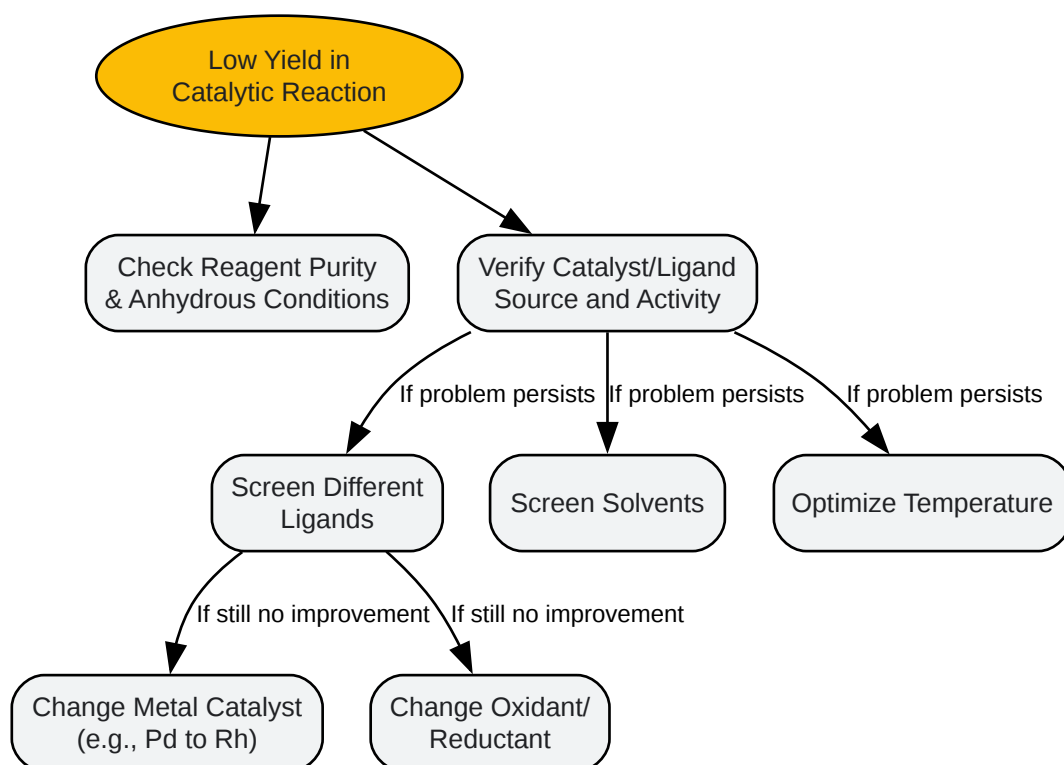 Low Yield in
Catalytic Reaction
Check Reagent Purity
& Anhydrous Conditions
Verify Catalyst/Ligand
Source and Activity
If problem persists
If problem persists
If problem persists
Screen Different
Ligands
Screen Solvents
Optimize Temperature
If still no improvement
If still no improvement
Change Metal Catalyst
(e.g., Pd to Rh)
Change Oxidant/
Reductant